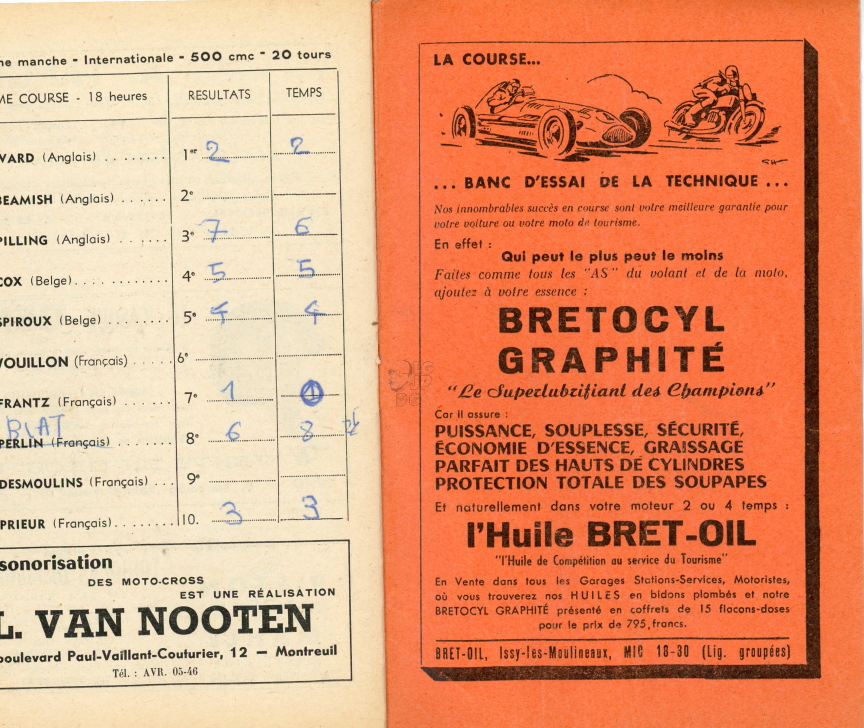 ne manche - Internationale - 500 cmc - 20 tours
ME COURSE - 18 heures RESULTATS TEMPS
VARD (Anglais) . . . . . . . . 1er 2 2
BEAMISH (Anglais) . . . . . . 2e
PILLING (Anglais) . . . . . . . 3e 7 6
COX (Belge) . . . . . . . . . . . 4e 5 5
SPIROUX (Belge) . . . . . . . . 5e 4 4
VOUILLON (Français) . . . . . 6e
FRANTZ (Français) . . . . . . . 7e 1 1
BLAT
PERLIN (Français) . . . . . . . 8e 6 8
DESMOULINS (Français) . . . 9e
PRIEUR (Français) . . . . . . . . 10. 3 3
sonorisation
DES MOTO-CROSS
EST UNE RÉALISATION
L. VAN NOOTEN
boulevard Paul-Vaillant-Couturier, 12 — Montreuil
Tél. : AVR. 05-46
LA COURSE...
... BANC D'ESSAI DE LA TECHNIQUE ...
Nos innombrables succès en course sont votre meilleure garantie pour
votre voiture ou votre moto de tourisme.
En effet :
Qui peut le plus peut le moins
Faites comme tous les "AS" du volant et de la moto,
ajoutez à votre essence :
BRETOCYL
GRAPHITÉ
"Le Superlubrifiant des Champions"
Car il assure :
PUISSANCE, SOUPLESSE, SÉCURITÉ,
ÉCONOMIE D'ESSENCE, GRAISSAGE
PARFAIT DES HAUTS DE CYLINDRES
PROTECTION TOTALE DES SOUPAPES
Et naturellement dans votre moteur 2 ou 4 temps :
l'Huile BRET-OIL
"l'Huile de Compétition au service du Tourisme"
En Vente dans tous les Garages Stations-Services, Motoristes,
où vous trouverez nos HUILES en bidons plombés et notre
BRETOCYL GRAPHITÉ présenté en coffrets de 15 flocons-doses
pour le prix de 795 francs.
BRET-OIL, Issy-les-Moulineaux, MIC 18-30 (Lig. groupées)